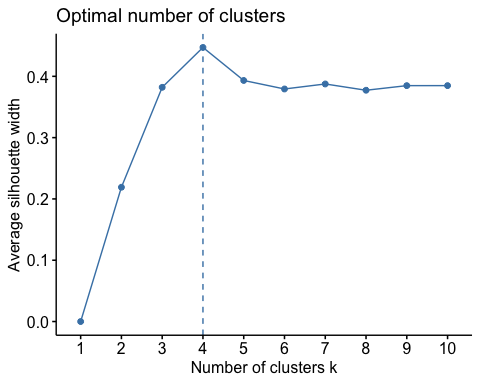 Optimal number of clusters
Average silhouette width
0.4
0.3
0.2
0.1
0.0
1 2 3 4 5 6 7 8 9 10
Number of clusters k